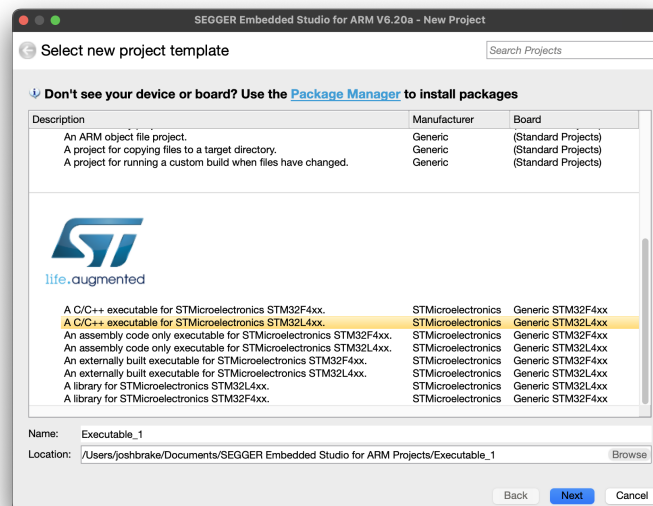 SEGGER Embedded Studio for ARM V6.20a - New Project
Select new project template
Search Projects
Don't see your device or board? Use the Package Manager to install packages
Description Manufacturer Board
An ARM object file project. Generic (Standard Projects)
A project for copying files to a target directory. Generic (Standard Projects)
A project for running a custom build when files have changed. Generic (Standard Projects)
ST
life.augmented
A C/C++ executable for STMicroelectronics STM32F4xx. STMicroelectronics Generic STM32F4xx
A C/C++ executable for STMicroelectronics STM32L4xx. STMicroelectronics Generic STM32L4xx
An assembly code only executable for STMicroelectronics STM32F4xx. STMicroelectronics Generic STM32F4xx
An assembly code only executable for STMicroelectronics STM32L4xx. STMicroelectronics Generic STM32L4xx
An externally built executable for STMicroelectronics STM32F4xx. STMicroelectronics Generic STM32F4xx
An externally built executable for STMicroelectronics STM32L4xx. STMicroelectronics Generic STM32L4xx
A library for STMicroelectronics STM32L4xx. STMicroelectronics Generic STM32L4xx
A library for STMicroelectronics STM32F4xx. STMicroelectronics Generic STM32F4xx
Name: Executable_1
Location: /Users/joshbrake/Documents/SEGGER Embedded Studio for ARM Projects/Executable_1 Browse
Back Next Cancel